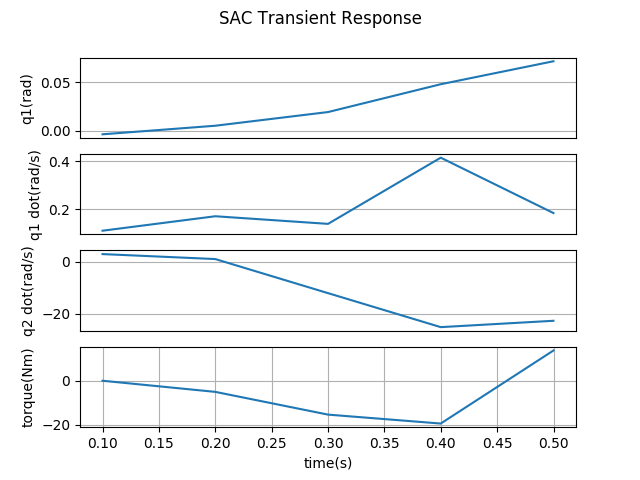 SAC Transient Response
q1(rad)
0.05
0.00
q1 dot(rad/s)
0.4
0.2
q2 dot(rad/s)
0
−20
torque(Nm)
0
−20
0.10 0.15 0.20 0.25 0.30 0.35 0.40 0.45 0.50
time(s)